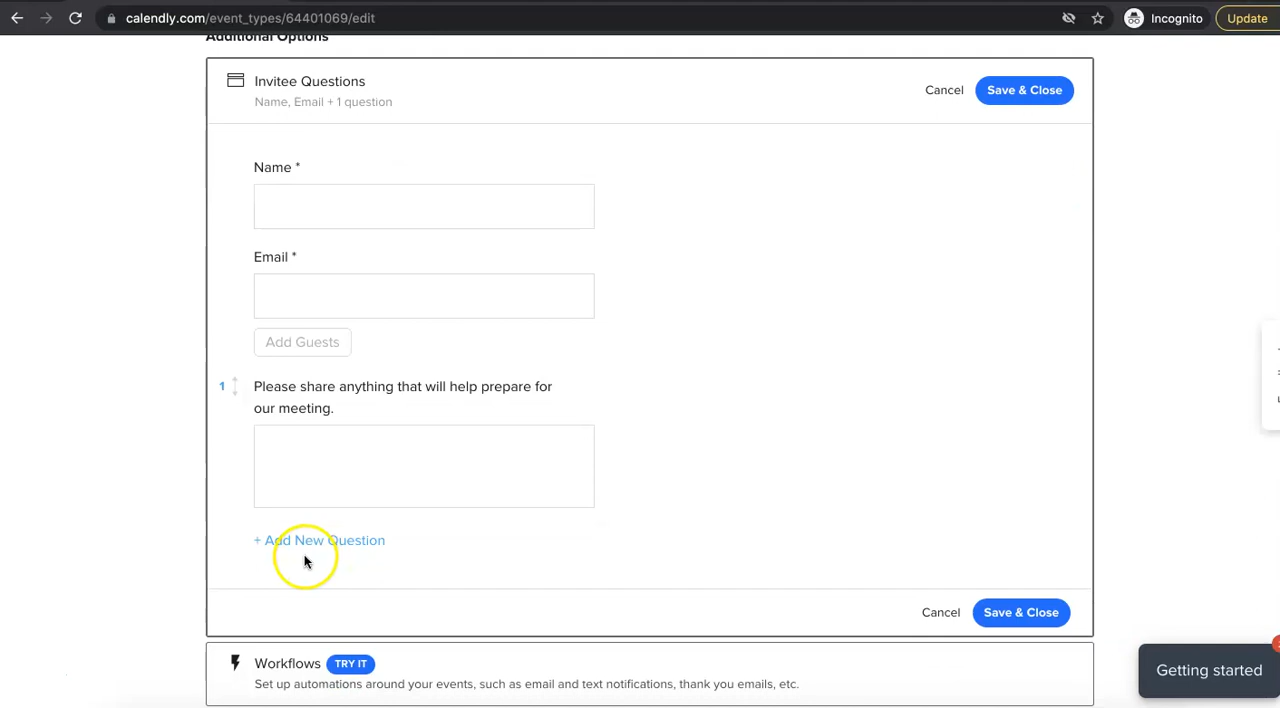 calendly.com/event_types/64401069/edit
Incognito
Update
Additional Options
Invitee Questions
Name, Email + 1 question
Cancel
Save & Close
Name *
Email *
Add Guests
1
Please share anything that will help prepare for
our meeting.
+ Add New Question
Cancel
Save & Close
Workflows
TRY IT
Set up automations around your events, such as email and text notifications, thank you emails, etc.
Getting started